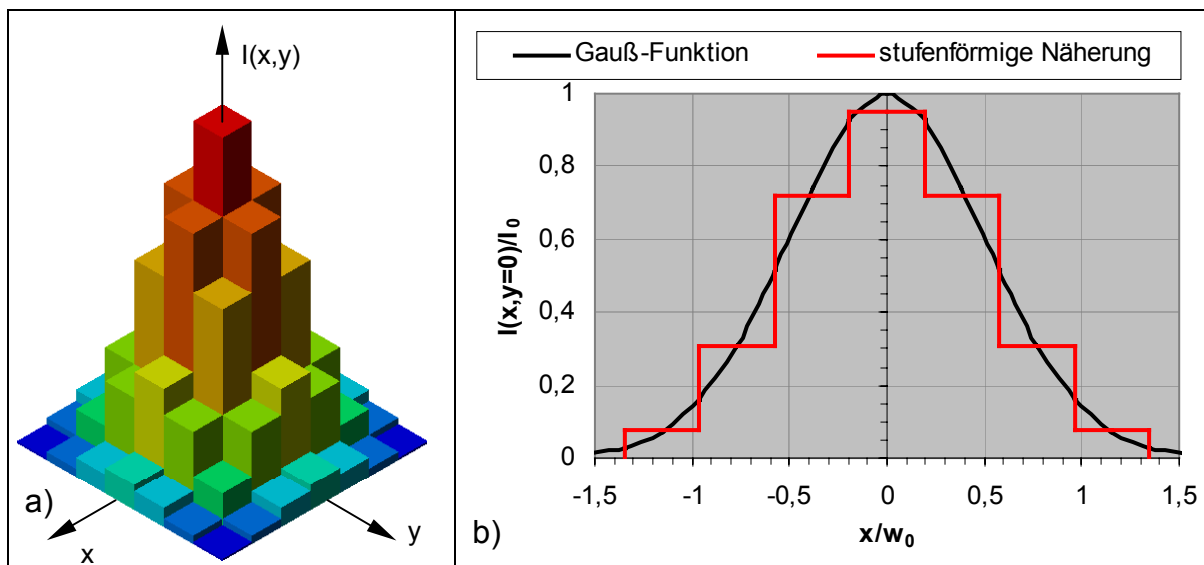 I(x,y)
a)
x
y
Gauß-Funktion
stufenförmige Näherung
I(x,y=0)/I0
1
0,8
0,6
0,4
0,2
0
-1,5 -1 -0,5 0 0,5 1 1,5
b)
x/w0